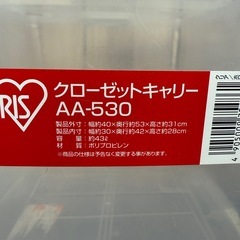 IRIS
クローゼットキャリー
AA-530
製品外寸：幅約40×奥行約53×高さ約31cm
製品内寸：幅約30×奥行約42×高さ約28cm
容量：約43ℓ
材質：ポリプロピレン
※商品の仕様は予告なく変更する事があります。